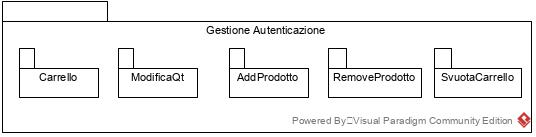 Gestione Autenticazione
Carrello
ModificaQt
AddProdotto
RemoveProdotto
SvuotaCarrello
Powered By Visual Paradigm Community Edition